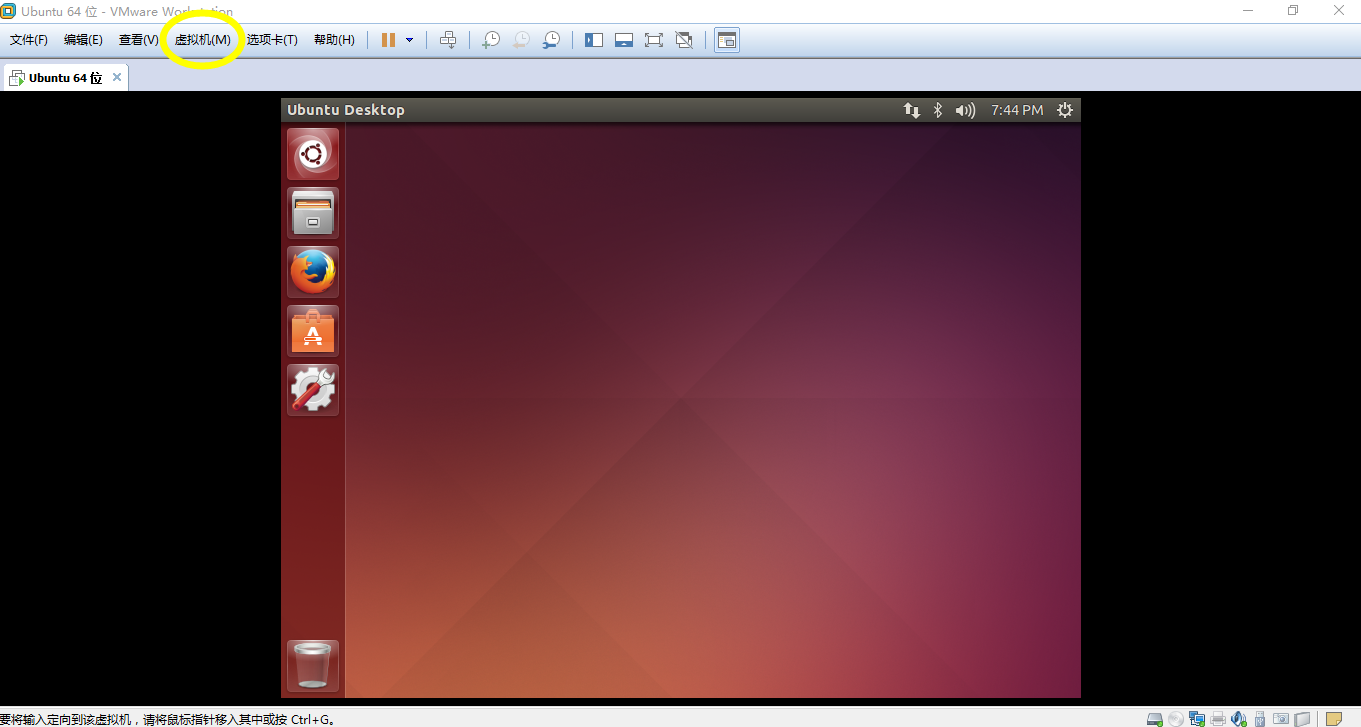 Ubuntu 64 位 - VMware Workstation
文件(F) 编辑(E) 查看(V) 虚拟机(M) 选项卡(T) 帮助(H)
Ubuntu 64 位
Ubuntu Desktop 7:44 PM
要将输入定向到该虚拟机，请将鼠标指针移入其中或按 Ctrl+G。